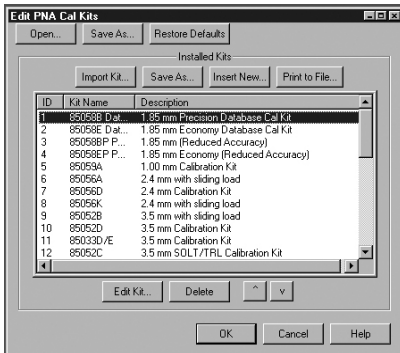 Edit PNA Cal Kits
Open... Save As... Restore Defaults
Installed Kits
Import Kit... Save As... Insert New... Print to File...
ID Kit Name Description
1 85058B Dat... 1.85 mm Precision Database Cal Kit
2 85058E Dat... 1.85 mm Economy Database Cal Kit
3 85058BP P... 1.85 mm (Reduced Accuracy)
4 85058EP P... 1.85 mm Economy (Reduced Accuracy)
5 85059A 1.00 mm Calibration Kit
6 85056A 2.4 mm with sliding load
7 85056D 2.4 mm Calibration Kit
8 85056K 2.4 mm with sliding load
9 85052B 3.5 mm with sliding load
10 85052D 3.5 mm Calibration Kit
11 85033D/E 3.5 mm Calibration Kit
12 85052C 3.5 mm SOLT/TRL Calibration Kit
Edit Kit... Delete ^ v
OK Cancel Help